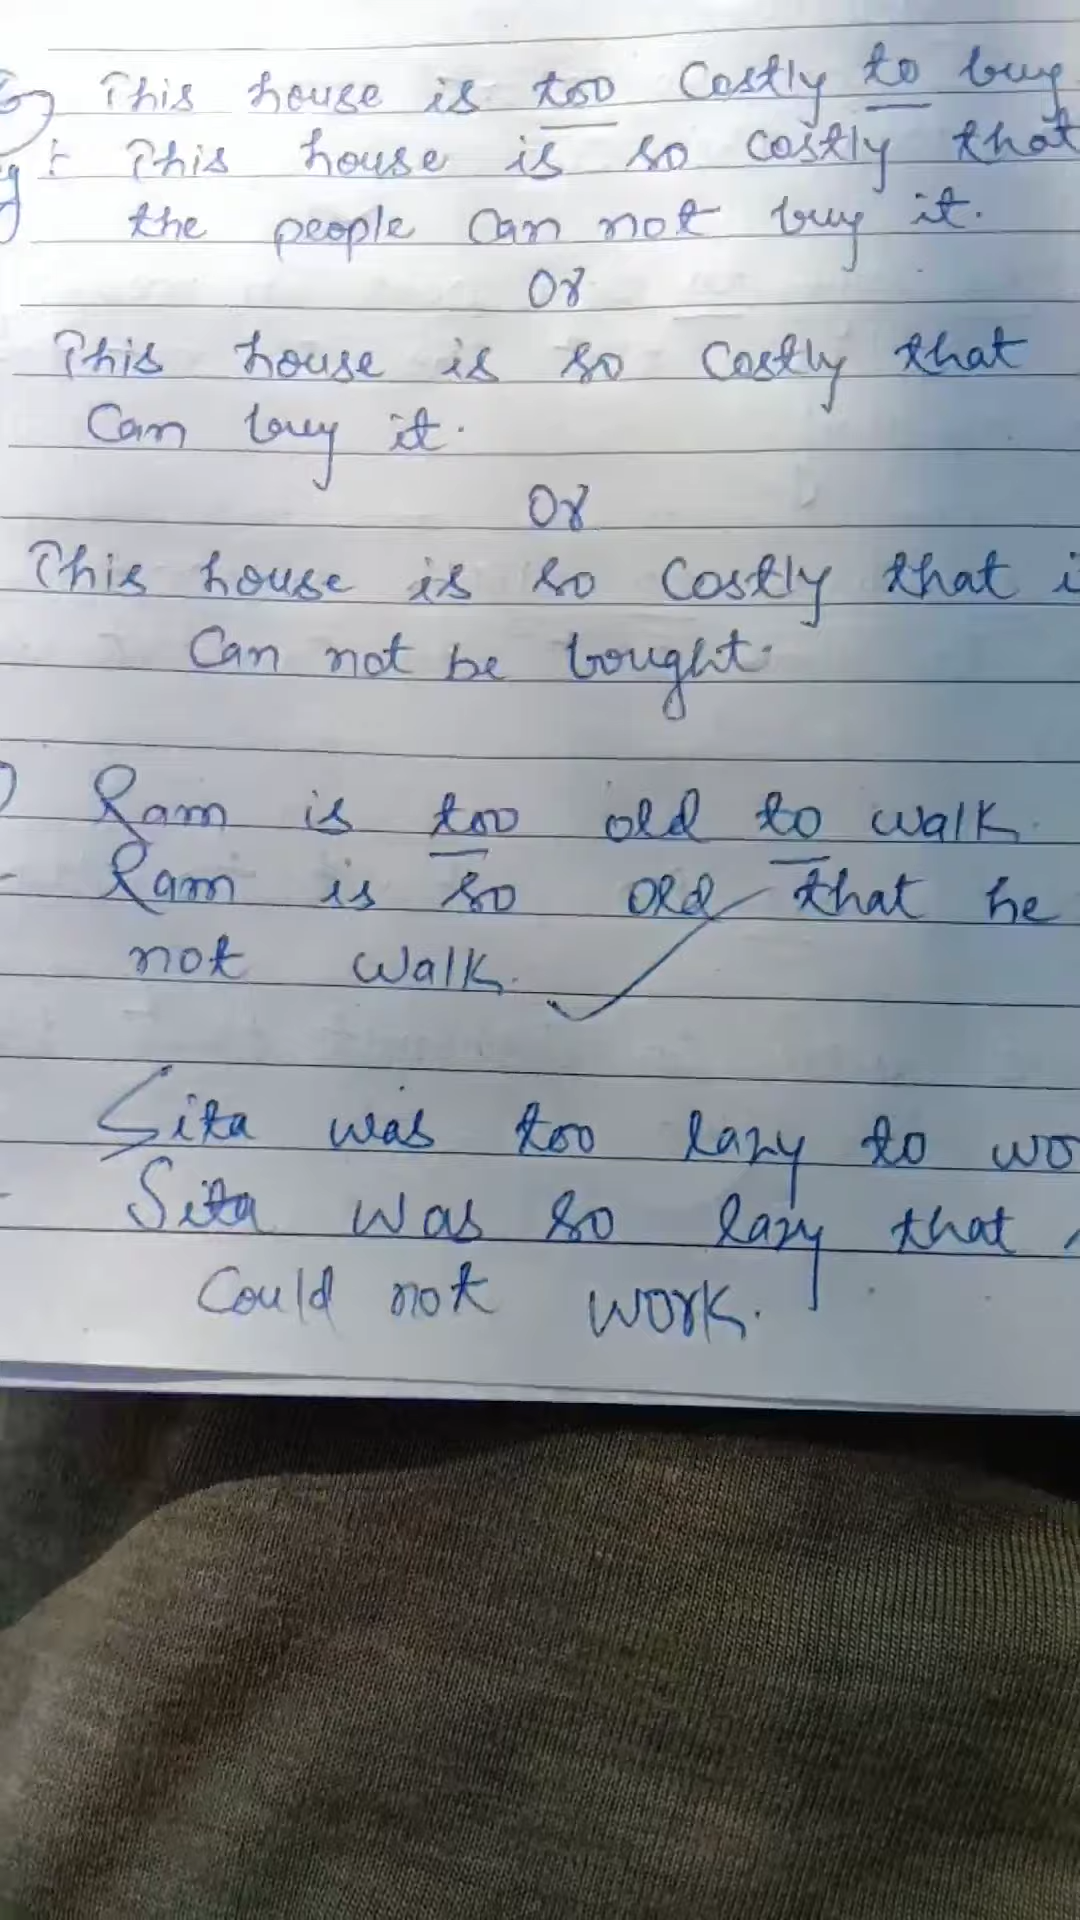 This house is too costly to buy
This house is so costly that
the people can not buy it.
Or
This house is so costly that
Can buy it.
Or
This house is so costly that
Can not be bought.
Ram is too old to walk.
Ram is so old that he
not walk.
Sita was too lazy to
Sita was so lazy that
Could not work.